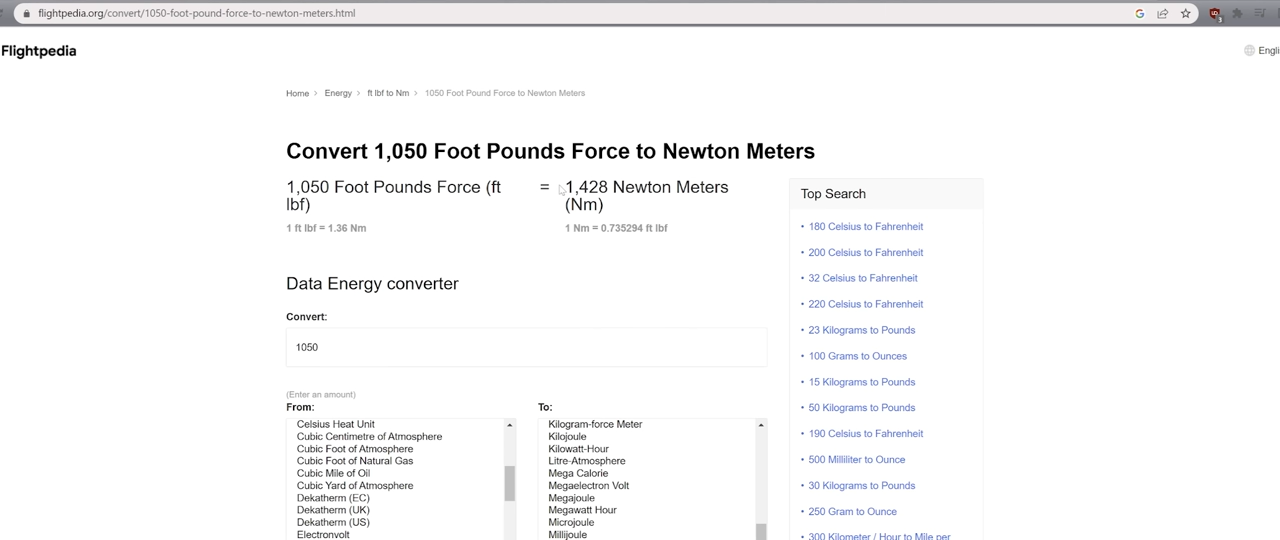 flightpedia.org/convert/1050-foot-pound-force-to-newton-meters.html
3
Flightpedia
Engli
Home > Energy > ft lbf to Nm > 1050 Foot Pound Force to Newton Meters
Convert 1,050 Foot Pounds Force to Newton Meters
1,050 Foot Pounds Force (ft
lbf)
=
1,428 Newton Meters
(Nm)
1 ft lbf = 1.36 Nm
1 Nm = 0.735294 ft lbf
Data Energy converter
Convert:
1050
(Enter an amount)
From:
Celsius Heat Unit
Cubic Centimetre of Atmosphere
Cubic Foot of Atmosphere
Cubic Foot of Natural Gas
Cubic Mile of Oil
Cubic Yard of Atmosphere
Dekatherm (EC)
Dekatherm (UK)
Dekatherm (US)
Electronvolt
To:
Kilogram-force Meter
Kilojoule
Kilowatt-Hour
Litre-Atmosphere
Mega Calorie
Megaelectron Volt
Megajoule
Megawatt Hour
Microjoule
Millijoule
Top Search
• 180 Celsius to Fahrenheit
• 200 Celsius to Fahrenheit
• 32 Celsius to Fahrenheit
• 220 Celsius to Fahrenheit
• 23 Kilograms to Pounds
• 100 Grams to Ounces
• 15 Kilograms to Pounds
• 50 Kilograms to Pounds
• 190 Celsius to Fahrenheit
• 500 Milliliter to Ounce
• 30 Kilograms to Pounds
• 250 Gram to Ounce
• 300 Kilometer / Hour to Mile per